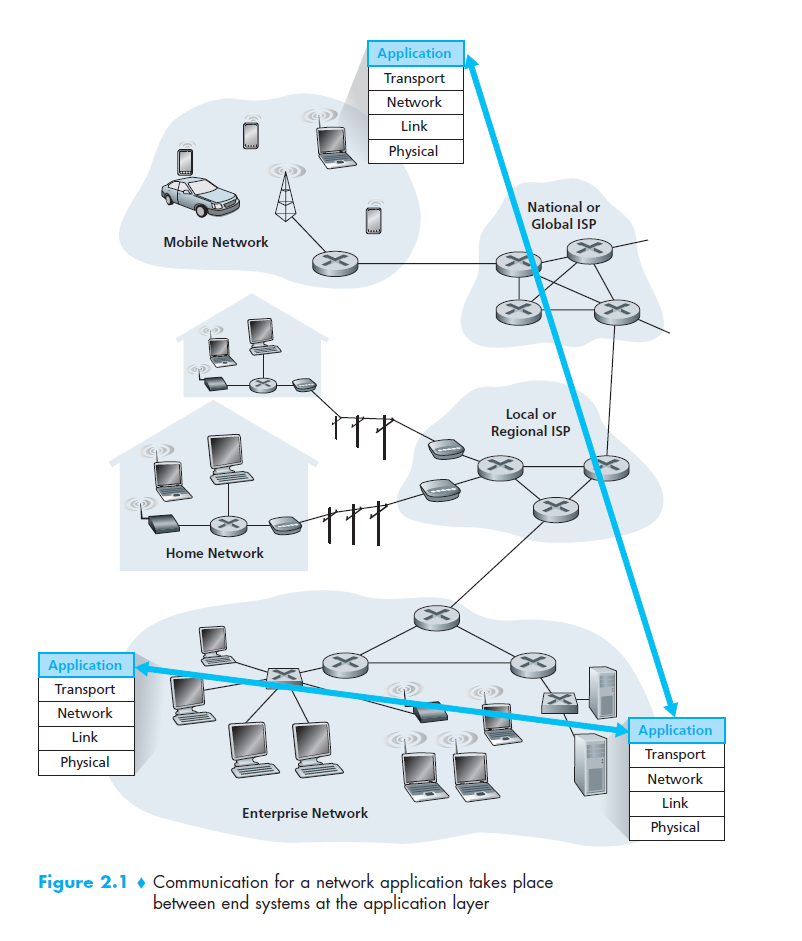 Application
Transport
Network
Link
Physical
Mobile Network
National or
Global ISP
Local or
Regional ISP
Home Network
Application
Transport
Network
Link
Physical
Enterprise Network
Application
Transport
Network
Link
Physical
Figure 2.1 ♦ Communication for a network application takes place
between end systems at the application layer